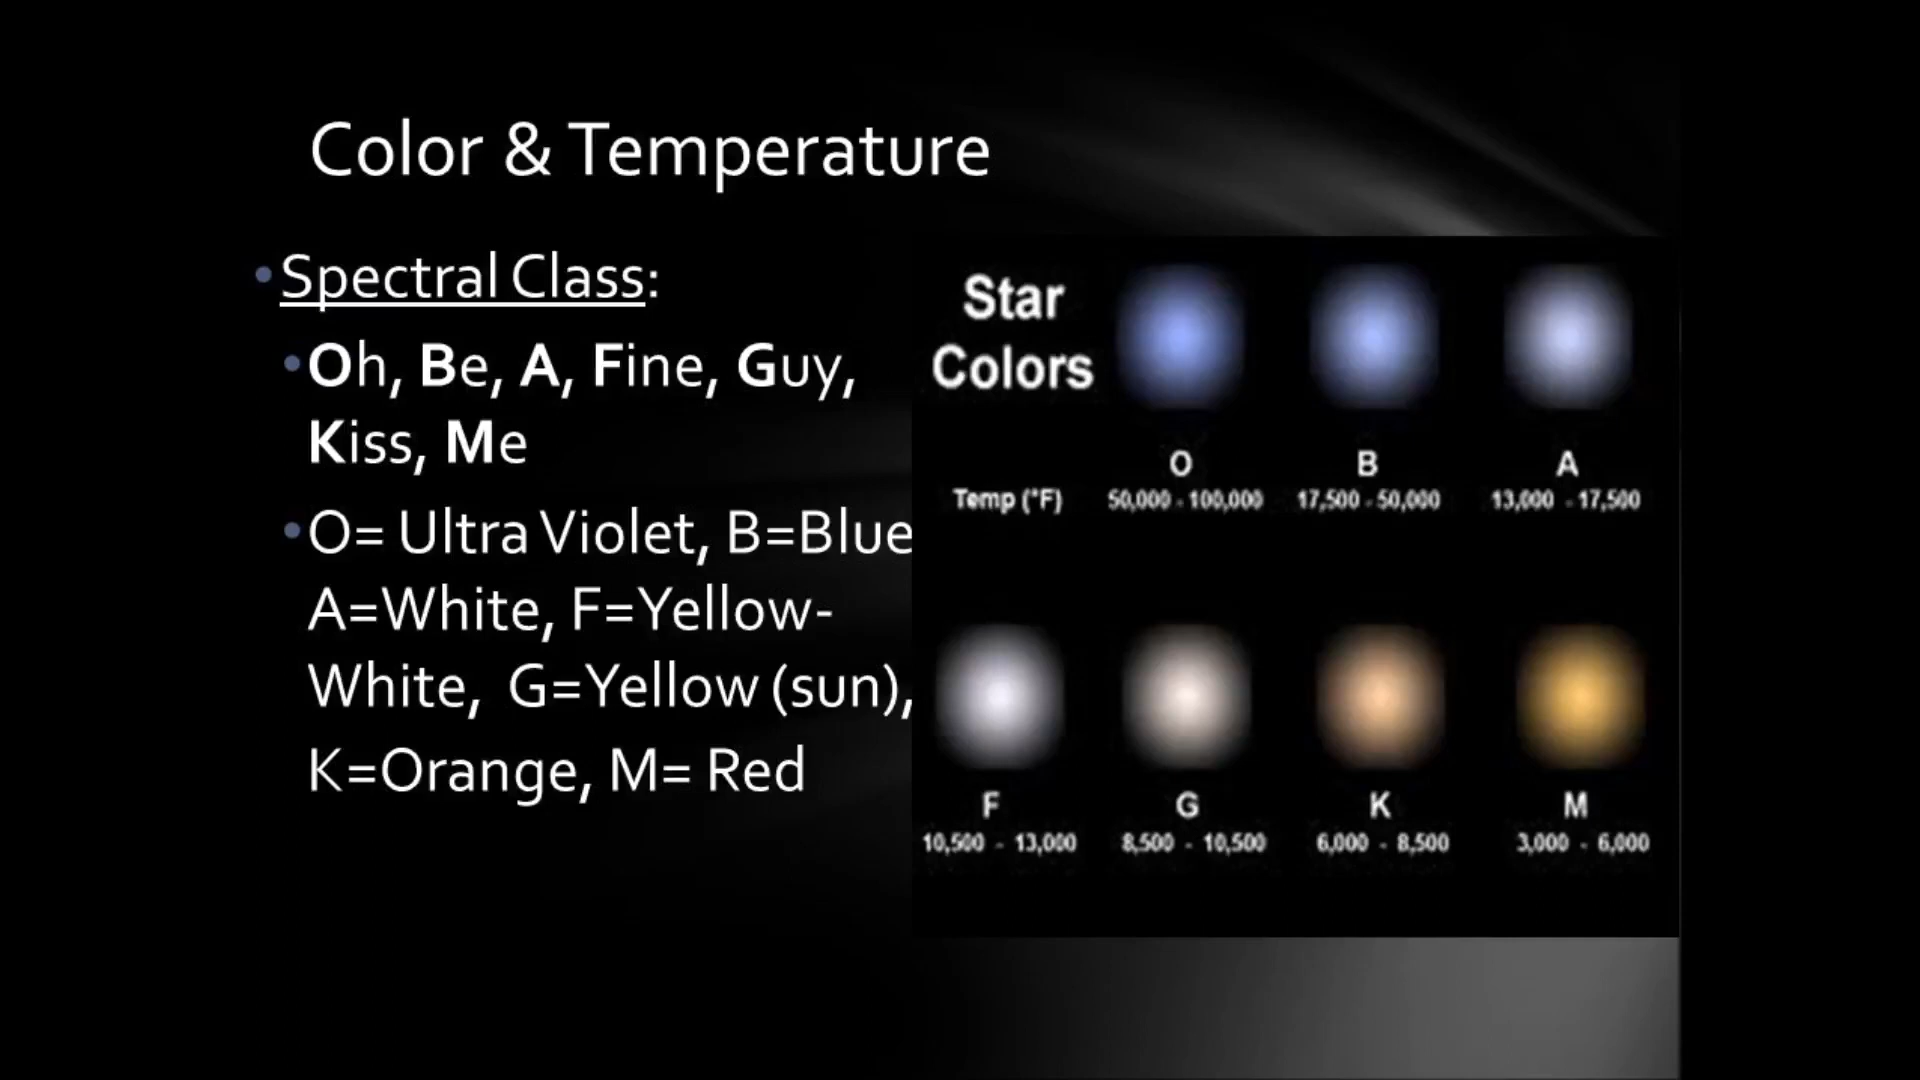 Color & Temperature
•Spectral Class:
•Oh, Be, A, Fine, Guy,
Kiss, Me
•O= Ultra Violet, B=Blue
A=White, F=Yellow-
White, G=Yellow (sun),
K=Orange, M= Red
Star
Colors
O B A
Temp (°F) 50,000 - 100,000 17,500 - 50,000 13,000 - 17,500
F G K M
10,500 - 13,000 8,500 - 10,500 6,000 - 8,500 3,000 - 6,000